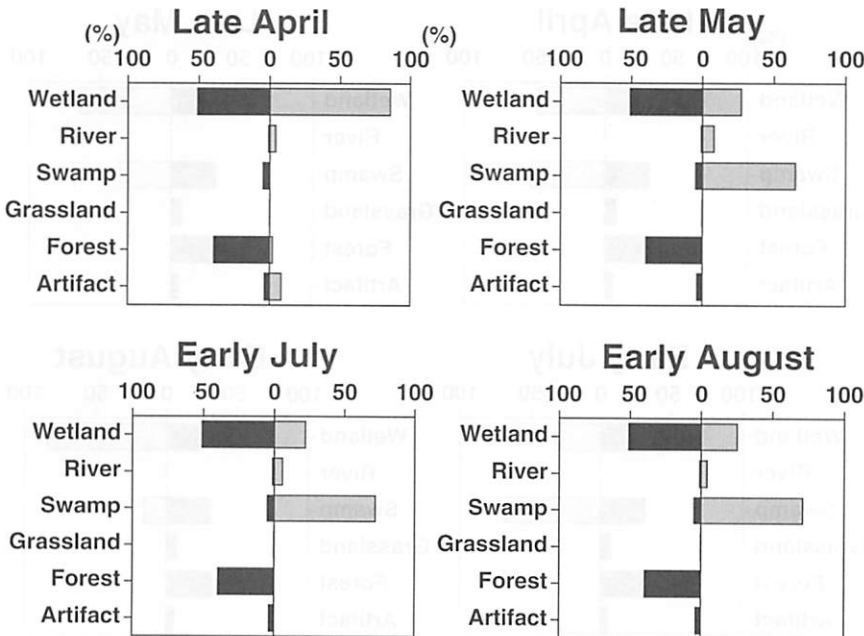 Late April
(%)
100 50 0 50 100
Wetland
River
Swamp
Grassland
Forest
Artifact
Late May
(%)
100 50 0 50 100
Wetland
River
Swamp
Grassland
Forest
Artifact
Early July
100 50 0 50 100
Wetland
River
Swamp
Grassland
Forest
Artifact
Early August
100 50 0 50 100
Wetland
River
Swamp
Grassland
Forest
Artifact